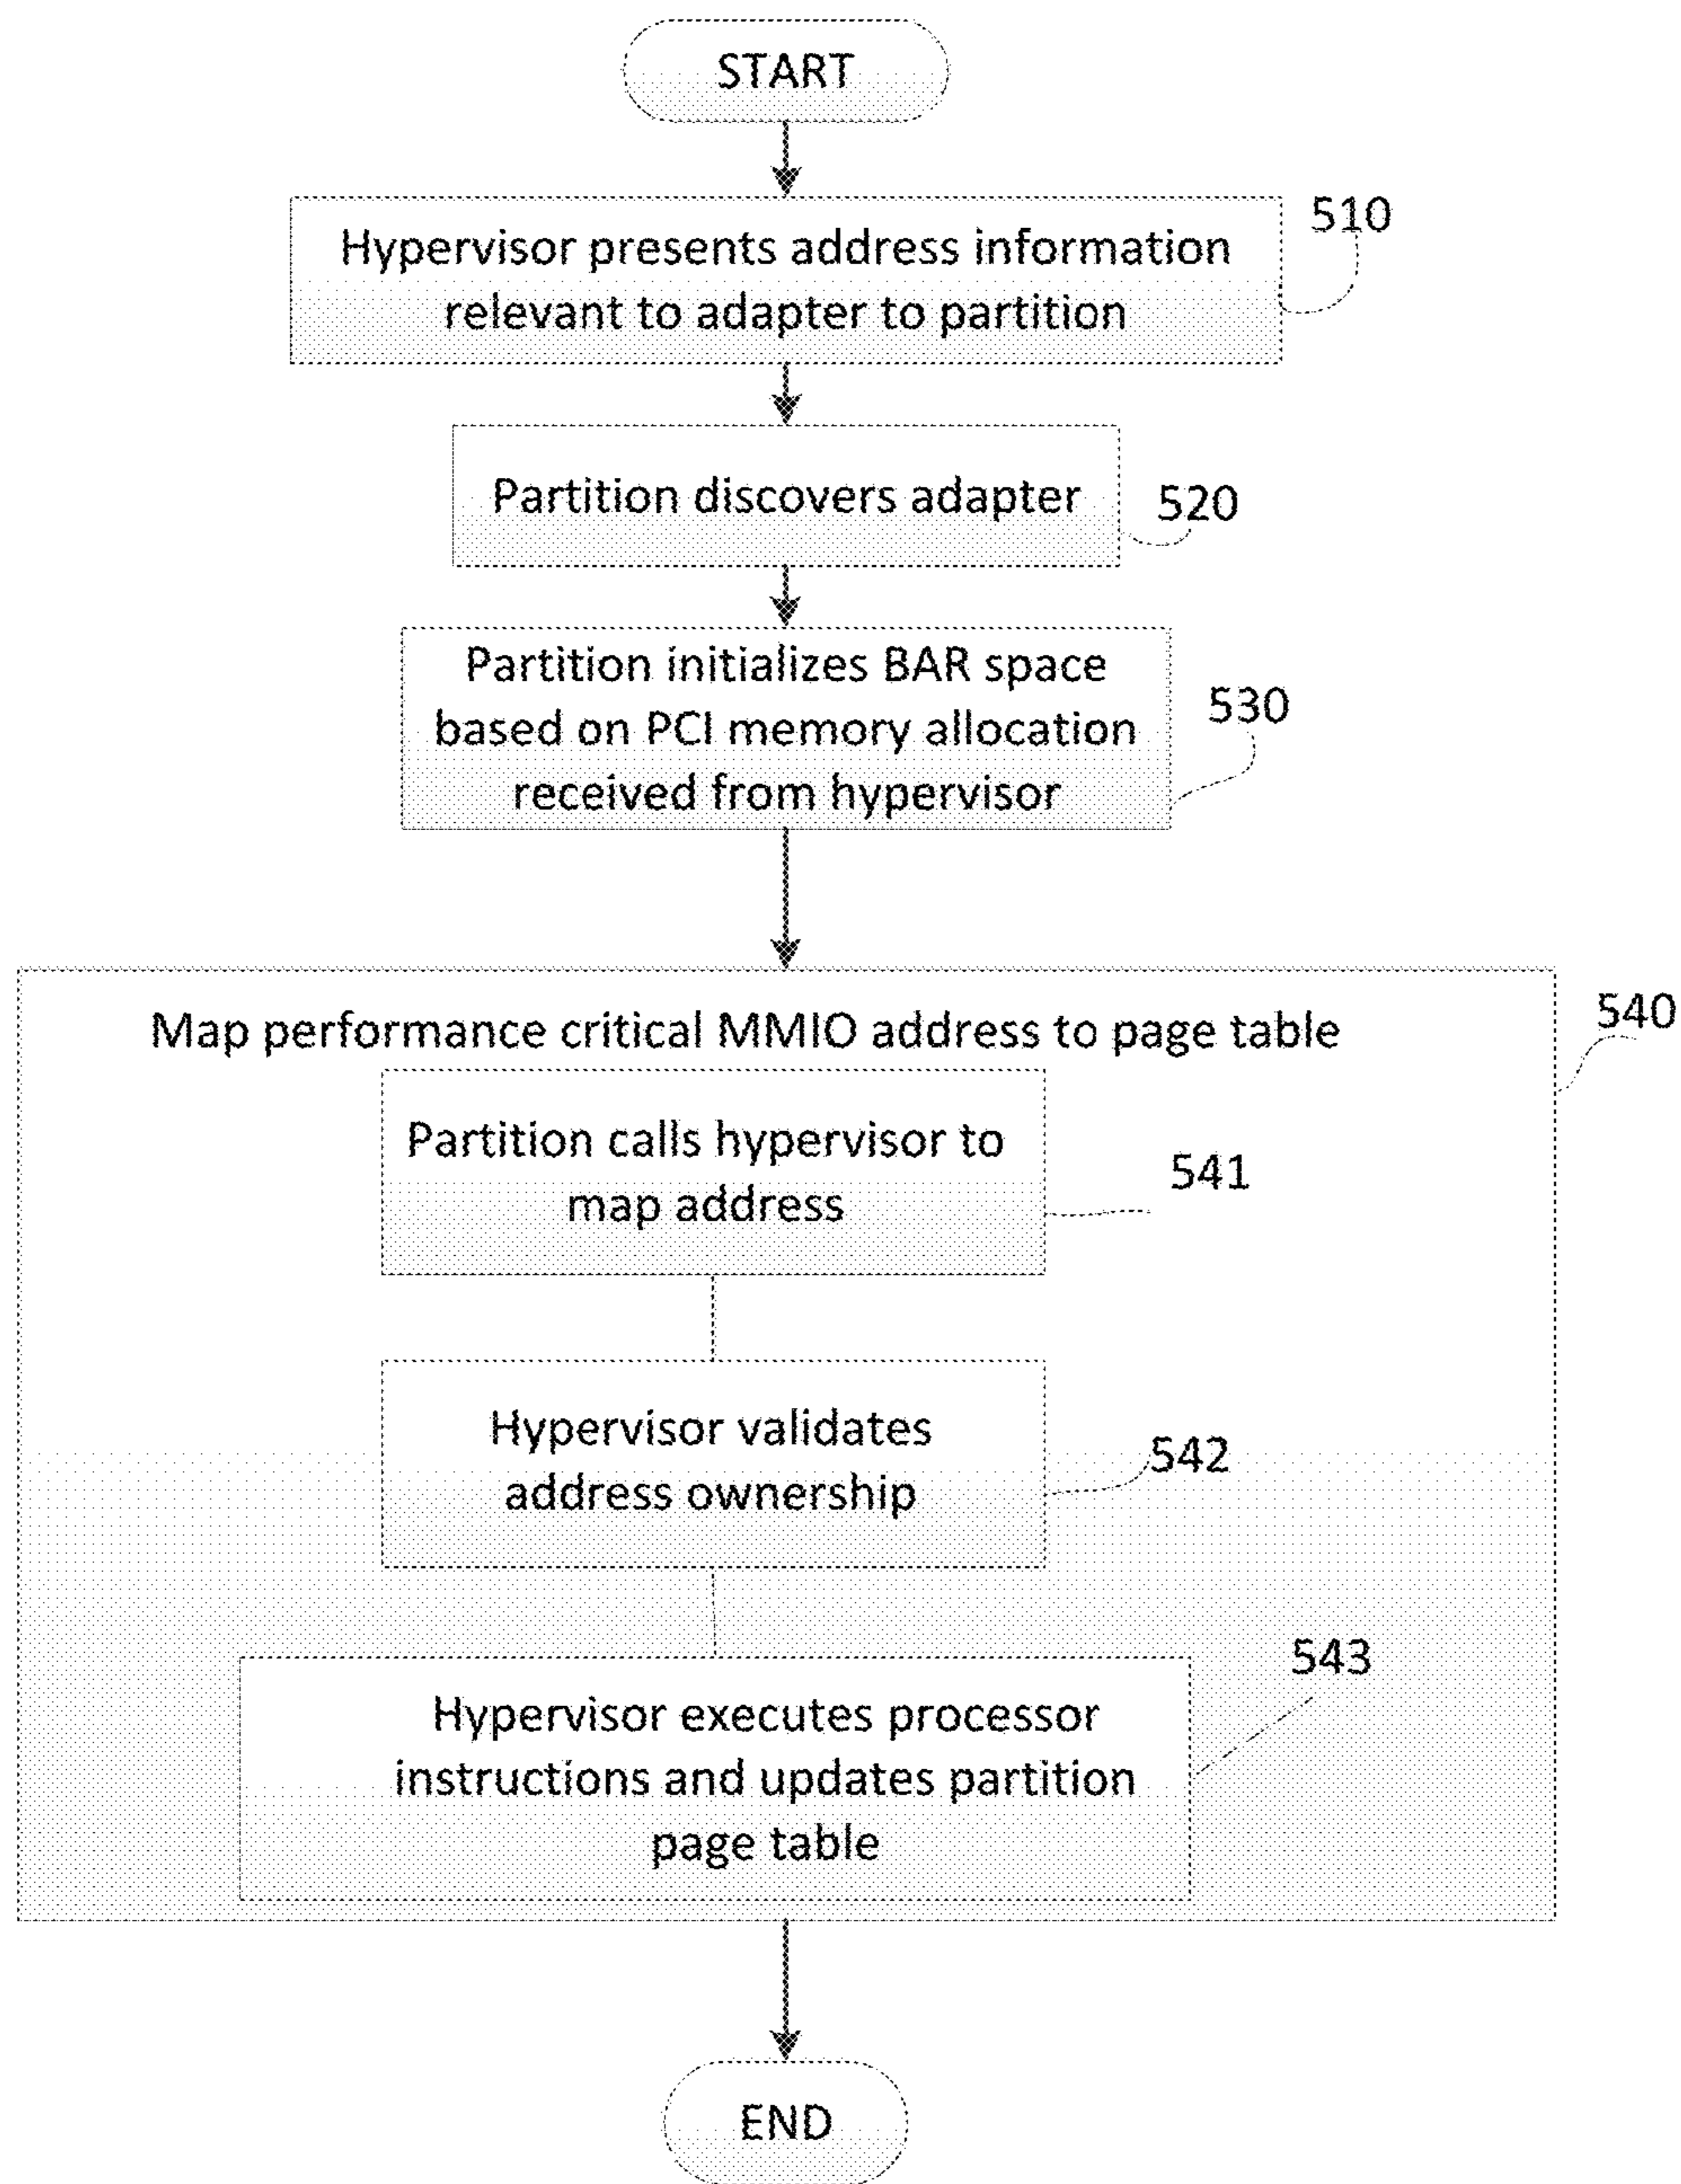 START
Hypervisor presents address information
relevant to adapter to partition
510
Partition discovers adapter
520
Partition initializes BAR space
based on PCI memory allocation
received from hypervisor
530
Map performance critical MMIO address to page table
540
Partition calls hypervisor to
map address
541
Hypervisor validates
address ownership
542
Hypervisor executes processor
instructions and updates partition
page table
543
END